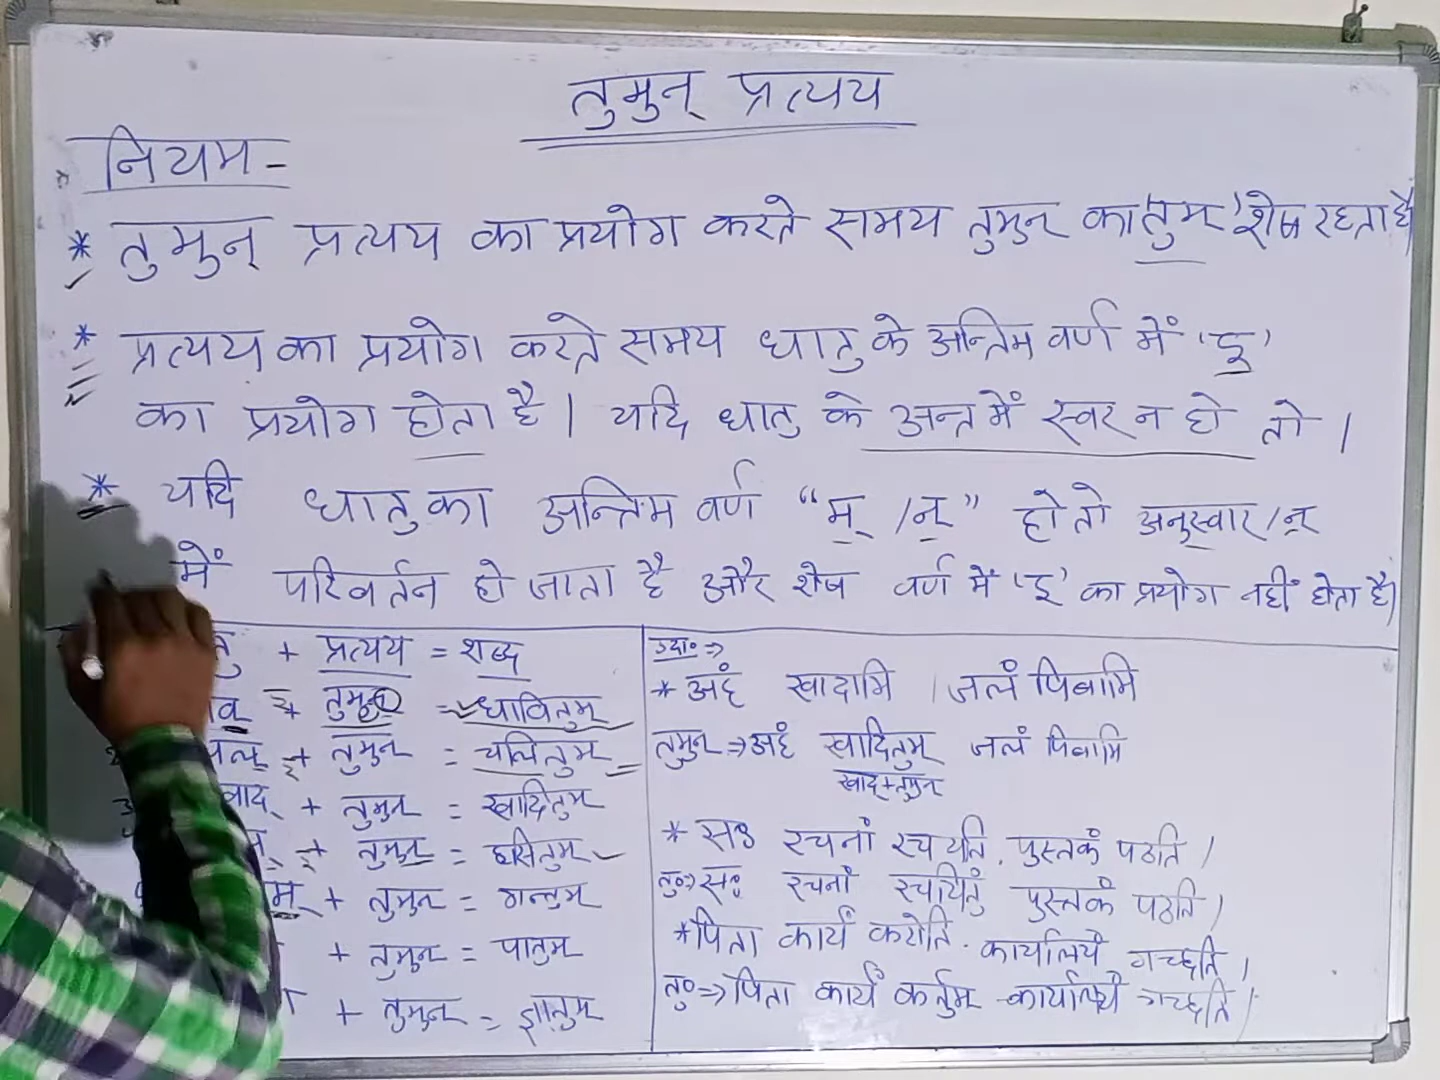 तुमुन् प्रत्यय
नियम-
* तुमुन् प्रत्यय का प्रयोग करते समय तुमुन् का 'तुम्' शेष रहता है
* प्रत्यय का प्रयोग करते समय धातु के अन्तिम वर्ण में 'इ'
का प्रयोग होता है । यदि धातु के अन्त में स्वर न हो तो ।
* यदि धातु का अन्तिम वर्ण "म् /न्" हो तो अनुस्वार/न्
में परिवर्तन हो जाता है और शेष वर्ण में 'इ' का प्रयोग नहीं होता है।
तु + प्रत्यय = शब्द
व् इ + तुमुन् = धावितुम्
चल् इ + तुमुन् = चलितुम्
खाद् + तुमुन् = खादितुम्
इ + तुमुन् = हसितुम्
म् + तुमुन् = गन्तुम्
+ तुमुन् = पातुम्
+ तुमुन् = ज्ञातुम्
उदा० ⇒
* अहं खादामि । जलं पिबामि
तुमुन् ⇒ अहं खादितुम् जलं पिबामि
खाद्+तुमुन्
* सः रचनां रचयति. पुस्तकं पठति ।
तु० ⇒ सः रचनां रचयितुं पुस्तकं पठति ।
* पिता कार्यं करोति. कार्यालयं गच्छति ।
तु० ⇒ पिता कार्यं कर्तुम् कार्यालयं गच्छति ।